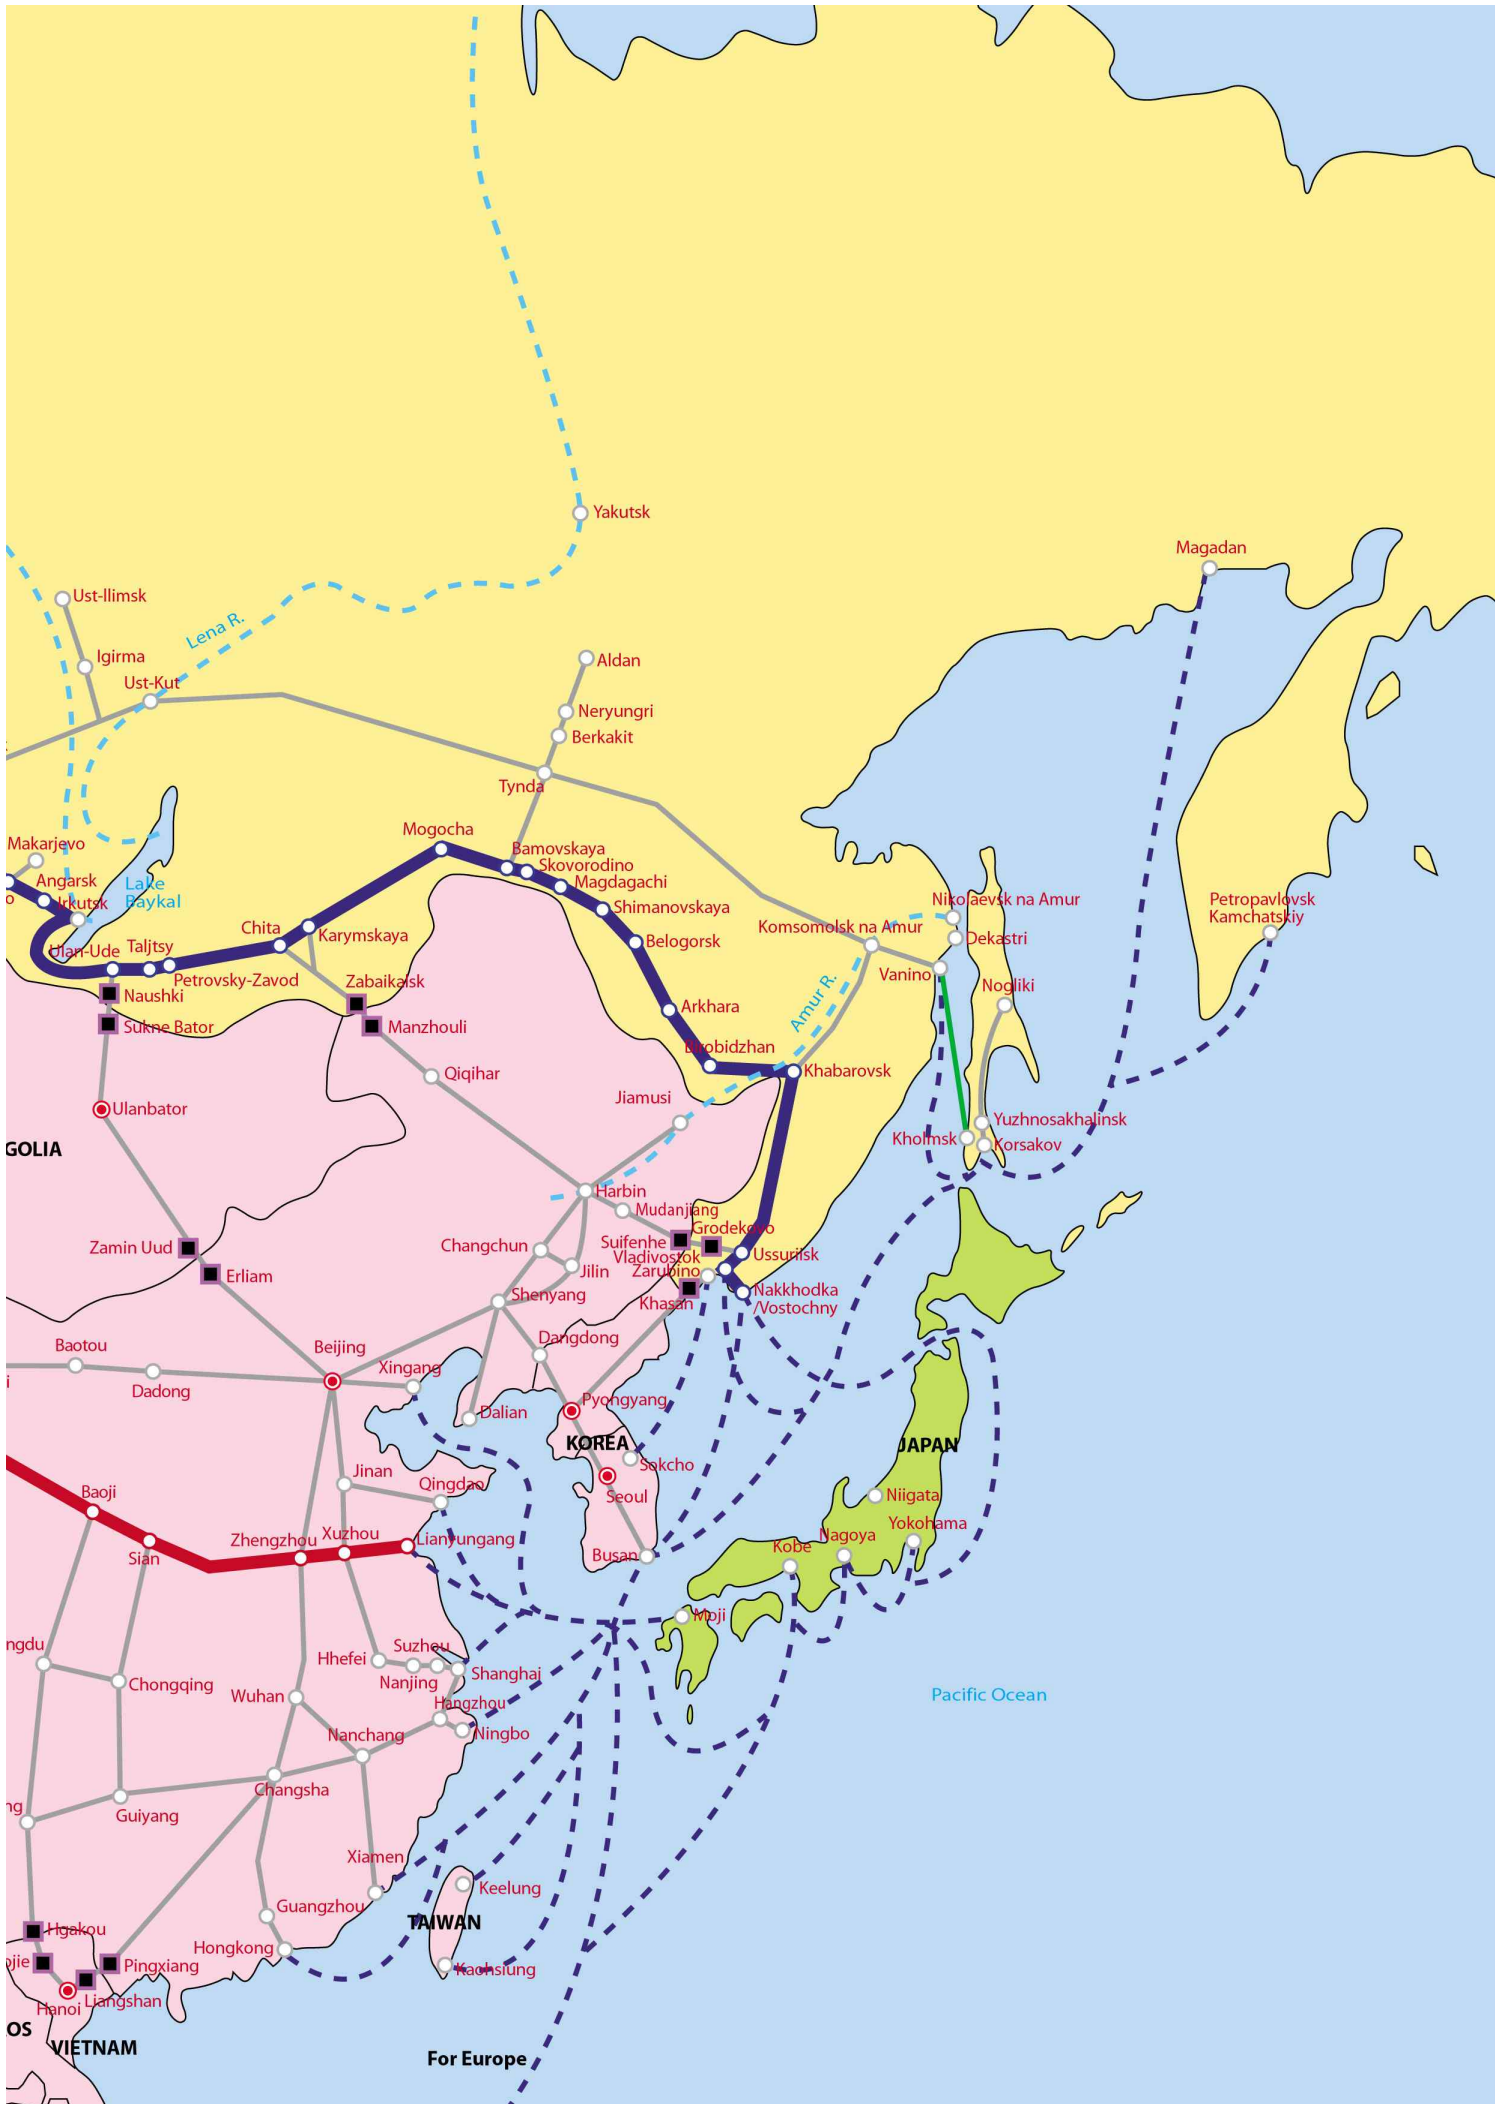 Yakutsk
Magadan
Ust-Ilimsk
Lena R.
Igirma
Aldan
Ust-Kut
Neryungri
Berkakit
Tynda
Mogocha
Makarjevo
Bamovskaya
Skovorodino
Angarsk
Lake
Baykal
Magdagachi
o
Irkutsk
Nikolaevsk na Amur
Petropavlovsk
Kamchatskiy
Shimanovskaya
Chita
Karymskaya
Komsomolsk na Amur
Dekastri
Belogorsk
Ulan-Ude
Taljtsy
Petrovsky-Zavod
Zabaikalsk
Vanino
Nogliki
Naushki
Amur R.
Arkhara
Sukne Bator
Manzhouli
Birobidzhan
Qiqihar
Khabarovsk
Jiamusi
Ulanbator
Yuzhnosakhalinsk
GOLIA
Kholmsk
Korsakov
Harbin
Mudanjiang
Grodekovo
Zamin Uud
Changchun
Suifenhe
Vladivostok
Ussuriisk
Erliam
Jilin
Zarubino
Shenyang
Khasan
Nakkhodka
/Vostochny
Baotou
Beijing
Dangdong
Xingang
i
Dadong
Pyongyang
Dalian
KOREA
JAPAN
Sokcho
Jinan
Qingdao
Seoul
Niigata
Baoji
Yokohama
Zhengzhou
Xuzhou
Lianyungang
Nagoya
Kobe
Sian
Busan
Moji
ngdu
Suzhou
Hhefei
Shanghaj
Chongqing
Nanjing
Wuhan
Hangzhou
Pacific Ocean
Nanchang
Ningbo
Changsha
ng
Guiyang
Xiamen
Keelung
Guangzhou
TAIWAN
Hgakou
Hongkong
ojie
Pingxiang
Kaohsiung
Hanoi
Liangshan
OS
VIETNAM
For Europe